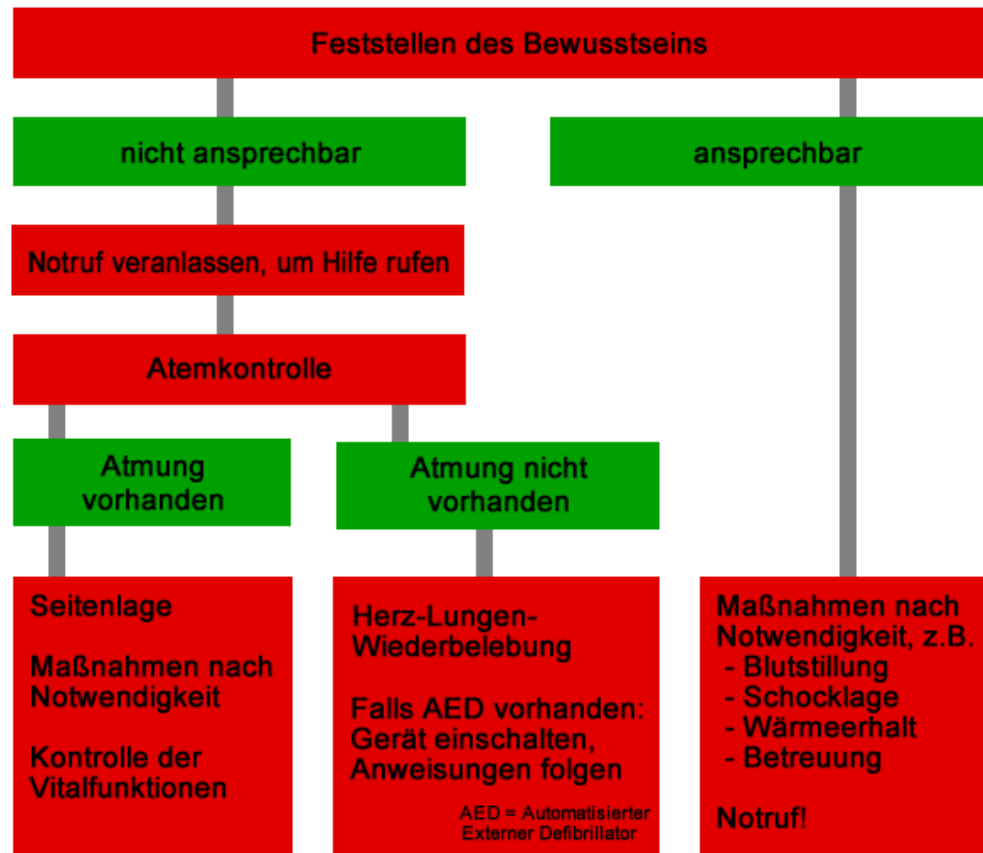 Feststellen des Bewusstseins
nicht ansprechbar
ansprechbar
Notruf veranlassen, um Hilfe rufen
Atemkontrolle
Atmung
vorhanden
Atmung nicht
vorhanden
Seitenlage
Maßnahmen nach
Notwendigkeit
Kontrolle der
Vitalfunktionen
Herz-Lungen-
Wiederbelebung
Falls AED vorhanden:
Gerät einschalten,
Anweisungen folgen
AED = Automatisierter
Externer Defibrillator
Maßnahmen nach
Notwendigkeit, z.B.
- Blutstillung
- Schocklage
- Wärmeerhalt
- Betreuung
Notruf!